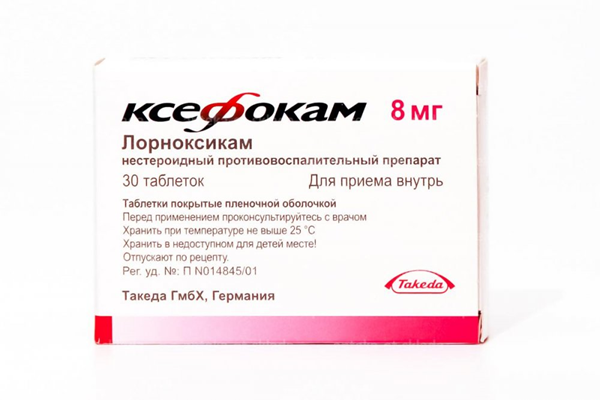 ксефокам 8 мг
Лорноксикам
нестероидный противовоспалительный препарат
30 таблеток Для приема внутрь
Таблетки покрытые пленочной оболочкой
Перед применением проконсультируйтесь с врачом
Хранить при температуре не выше 25 °C
Хранить в недоступном для детей месте!
Отпускают по рецепту.
Рег. уд. №: П N014845/01
Takeda
Такеда ГмбХ, Германия